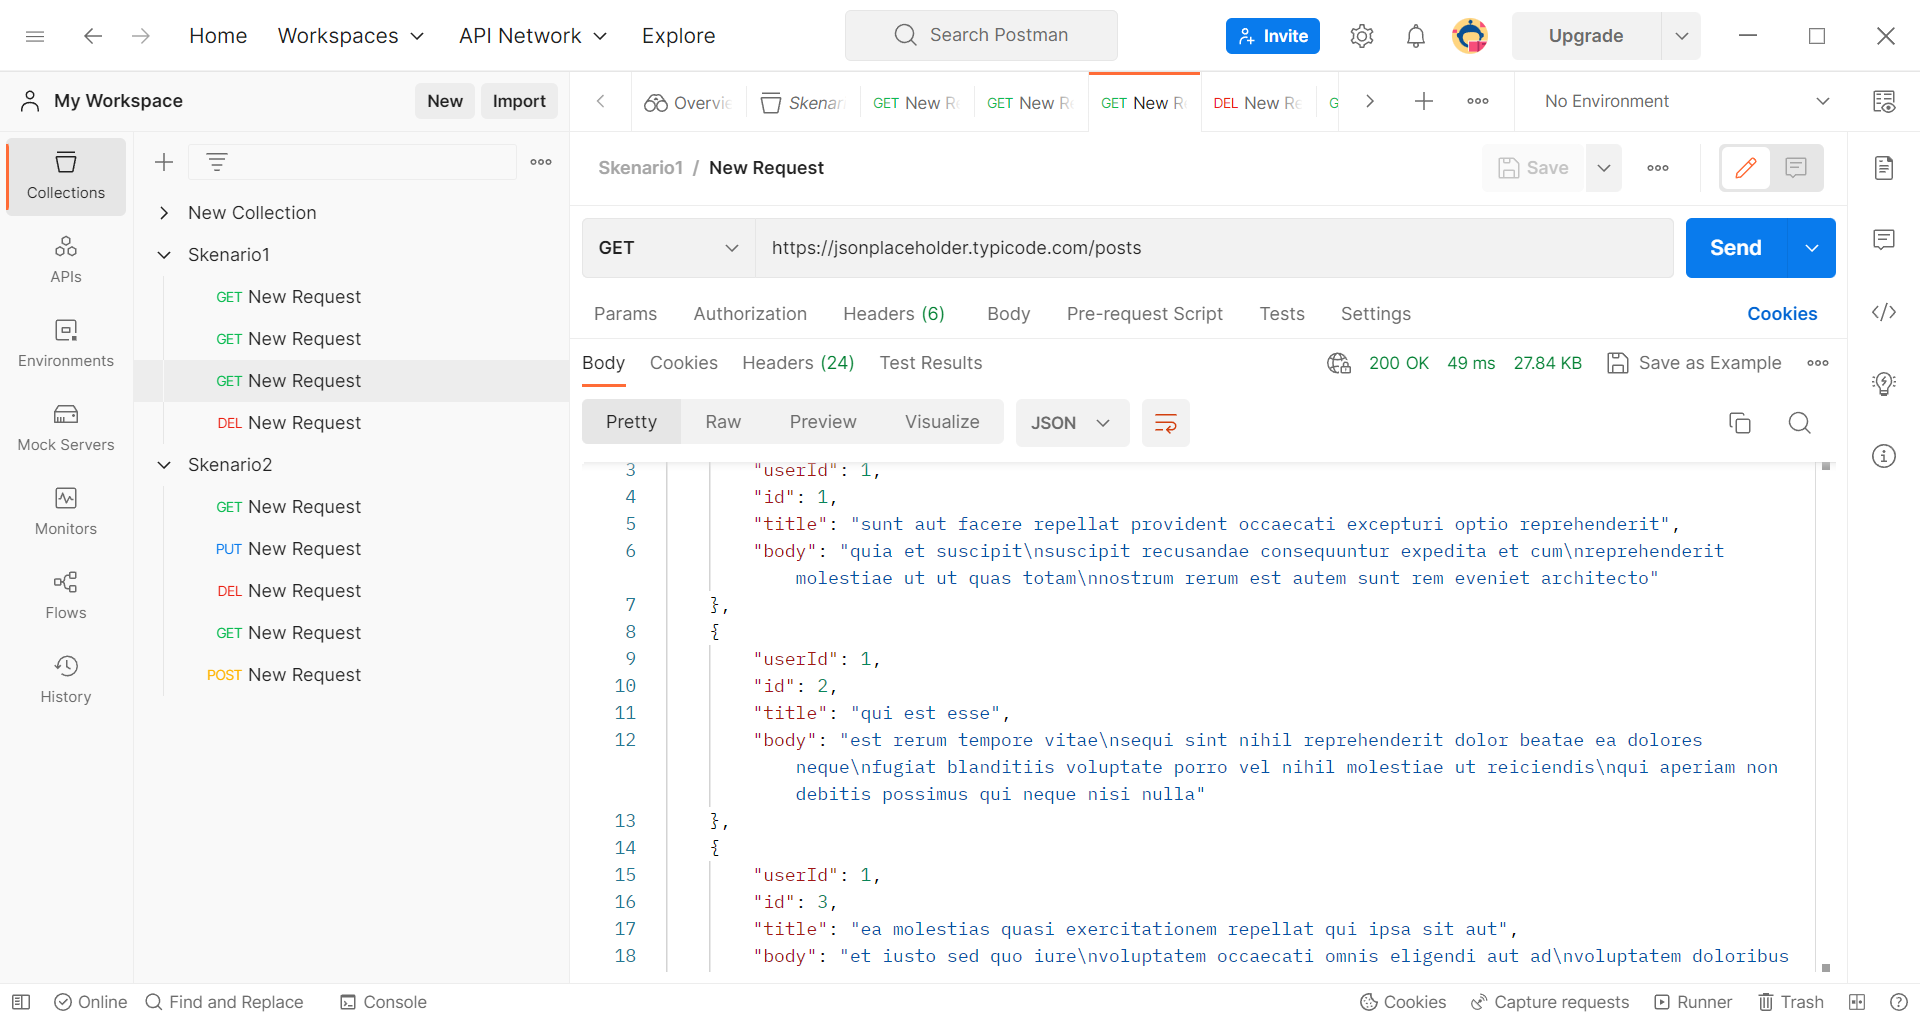 Home Workspaces API Network Explore Search Postman Invite Upgrade
My Workspace New Import Overvie Skenar GET New Re GET New Re GET New R DEL New Re G No Environment
Collections
APIs
Environments
Mock Servers
Monitors
Flows
History
New Collection
Skenario1
GET New Request
GET New Request
GET New Request
DEL New Request
Skenario2
GET New Request
PUT New Request
DEL New Request
GET New Request
POST New Request
Skenario1 / New Request Save
GET https://jsonplaceholder.typicode.com/posts Send
Params Authorization Headers (6) Body Pre-request Script Tests Settings Cookies
Body Cookies Headers (24) Test Results 200 OK 49 ms 27.84 KB Save as Example
Pretty Raw Preview Visualize JSON
3 "userId": 1,
4 "id": 1,
5 "title": "sunt aut facere repellat provident occaecati excepturi optio reprehenderit",
6 "body": "quia et suscipit\nsuscipit recusandae consequuntur expedita et cum\nreprehenderit
molestiae ut ut quas totam\nnostrum rerum est autem sunt rem eveniet architecto"
7 },
8 {
9 "userId": 1,
10 "id": 2,
11 "title": "qui est esse",
12 "body": "est rerum tempore vitae\nsequi sint nihil reprehenderit dolor beatae ea dolores
neque\nfugiat blanditiis voluptate porro vel nihil molestiae ut reiciendis\nqui aperiam non
debitis possimus qui neque nisi nulla"
13 },
14 {
15 "userId": 1,
16 "id": 3,
17 "title": "ea molestias quasi exercitationem repellat qui ipsa sit aut",
18 "body": "et iusto sed quo iure\nvoluptatem occaecati omnis eligendi aut ad\nvoluptatem doloribus
Online Find and Replace Console Cookies Capture requests Runner Trash